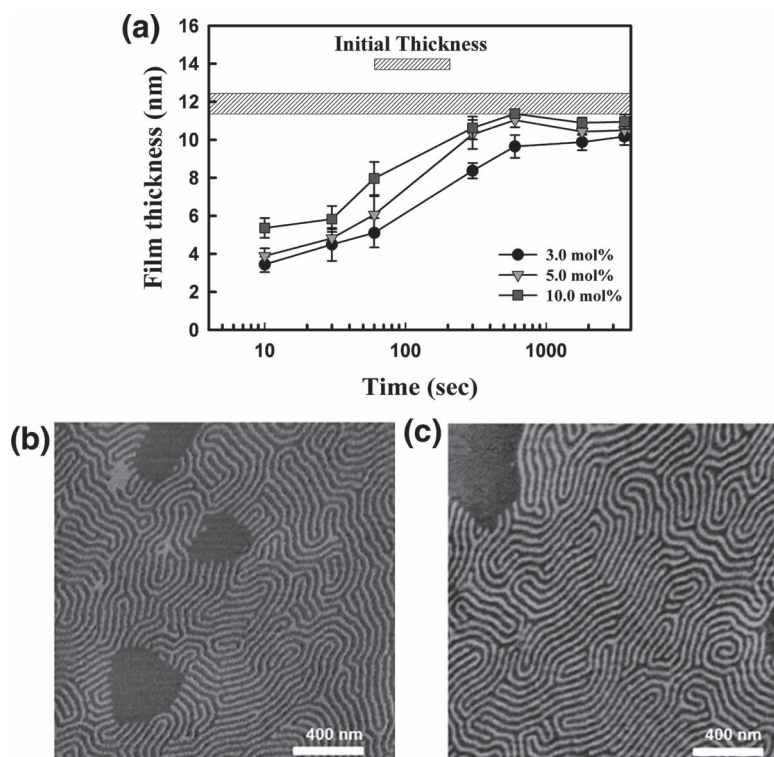 (a)
16
14
12
10
8
6
4
2
0
Film thickness (nm)
Initial Thickness
3.0 mol%
5.0 mol%
10.0 mol%
10
100
1000
Time (sec)
(b)
400 nm
(c)
400 nm